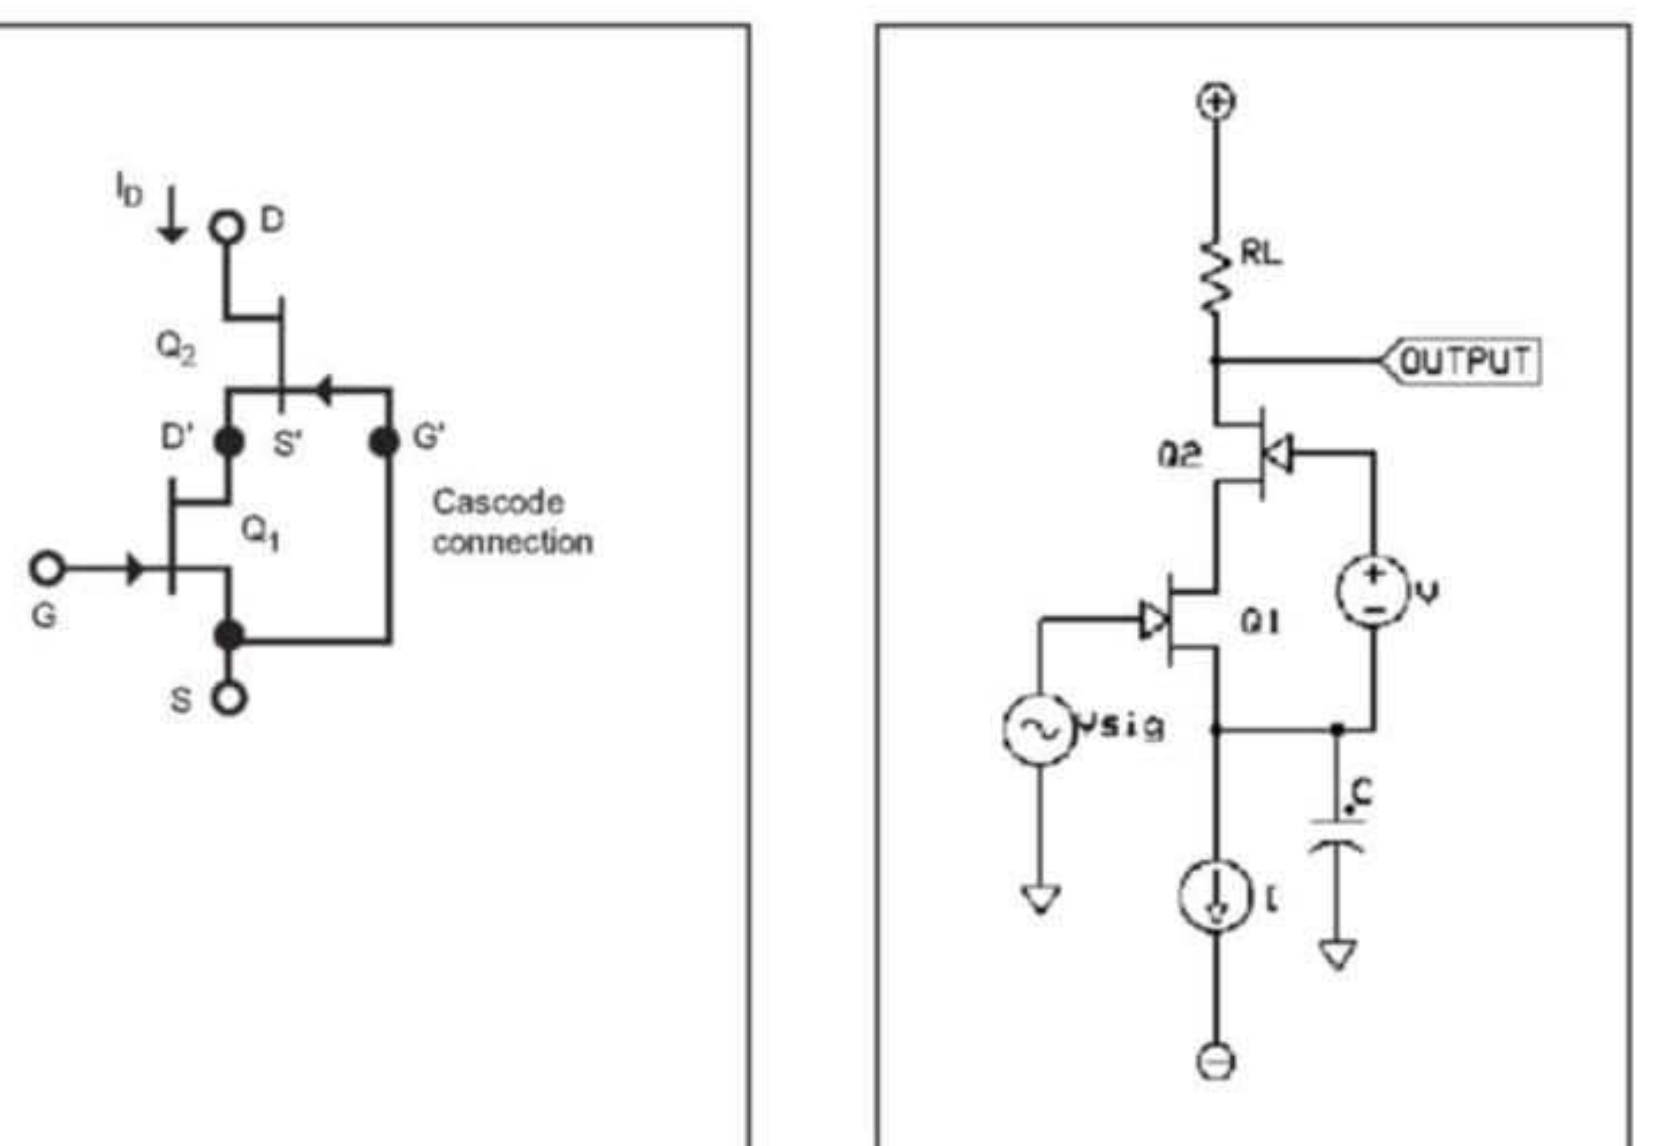 I_D
D
Q_2
D'
S'
G'
Cascode
connection
Q_1
G
S
+
RL
OUTPUT
Q2
+
V
-
Q1
Vsig
C
I
-